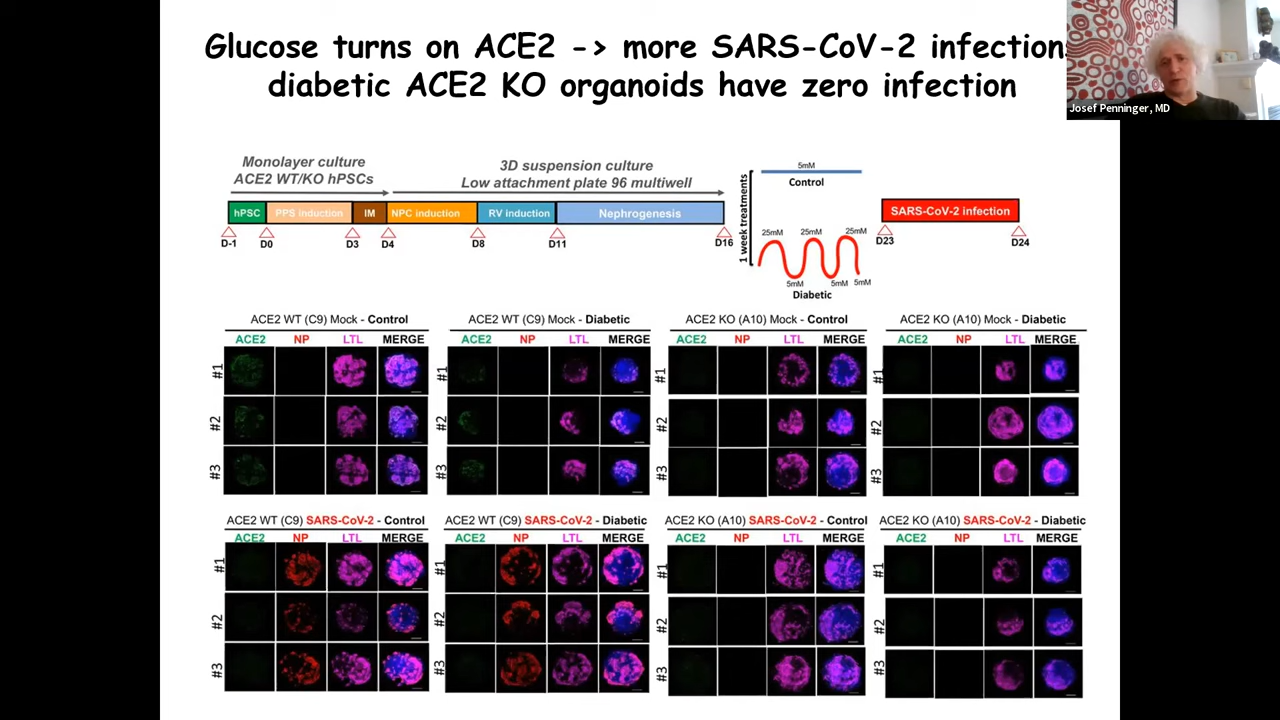 Glucose turns on ACE2 -> more SARS-CoV-2 infections
diabetic ACE2 KO organoids have zero infection
Josef Penninger, MD
Monolayer culture
ACE2 WT/KO hPSCs
3D suspension culture
Low attachment plate 96 multiwell
hPSC
PPS induction
IM
NPC induction
RV induction
Nephrogenesis
D-1
D0
D3
D4
D8
D11
D16
1 week treatments
5mM
Control
25mM
25mM
25mM
5mM
5mM
5mM
Diabetic
SARS-CoV-2 infection
D23
D24
ACE2 WT (C9) Mock - Control
ACE2 NP LTL MERGE
#1
#2
#3
ACE2 WT (C9) Mock - Diabetic
ACE2 NP LTL MERGE
#1
#2
#3
ACE2 KO (A10) Mock - Control
ACE2 NP LTL MERGE
#1
#2
#3
ACE2 KO (A10) Mock - Diabetic
ACE2 NP LTL MERGE
#1
#2
#3
ACE2 WT (C9) SARS-CoV-2 - Control
ACE2 NP LTL MERGE
#1
#2
#3
ACE2 WT (C9) SARS-CoV-2 - Diabetic
ACE2 NP LTL MERGE
#1
#2
#3
ACE2 KO (A10) SARS-CoV-2 - Control
ACE2 NP LTL MERGE
#1
#2
#3
ACE2 KO (A10) SARS-CoV-2 - Diabetic
ACE2 NP LTL MERGE
#1
#2
#3